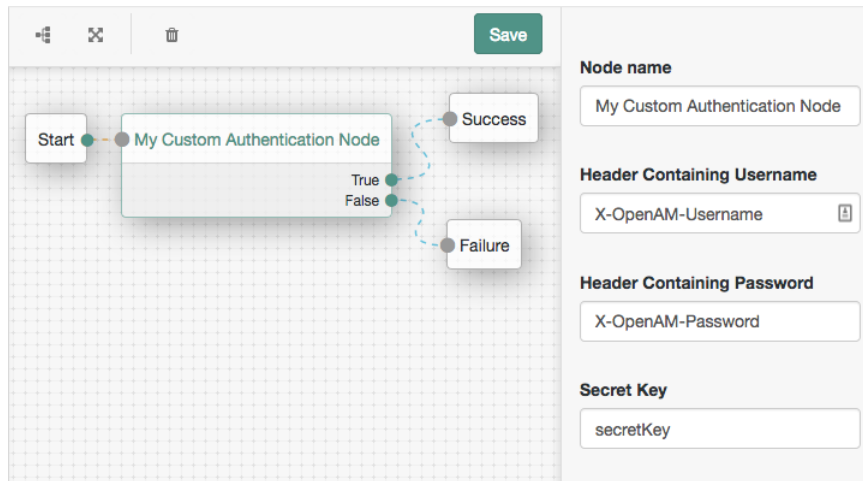 Save
Start
My Custom Authentication Node
True
False
Success
Failure
Node name
My Custom Authentication Node
Header Containing Username
X-OpenAM-Username
Header Containing Password
X-OpenAM-Password
Secret Key
secretKey